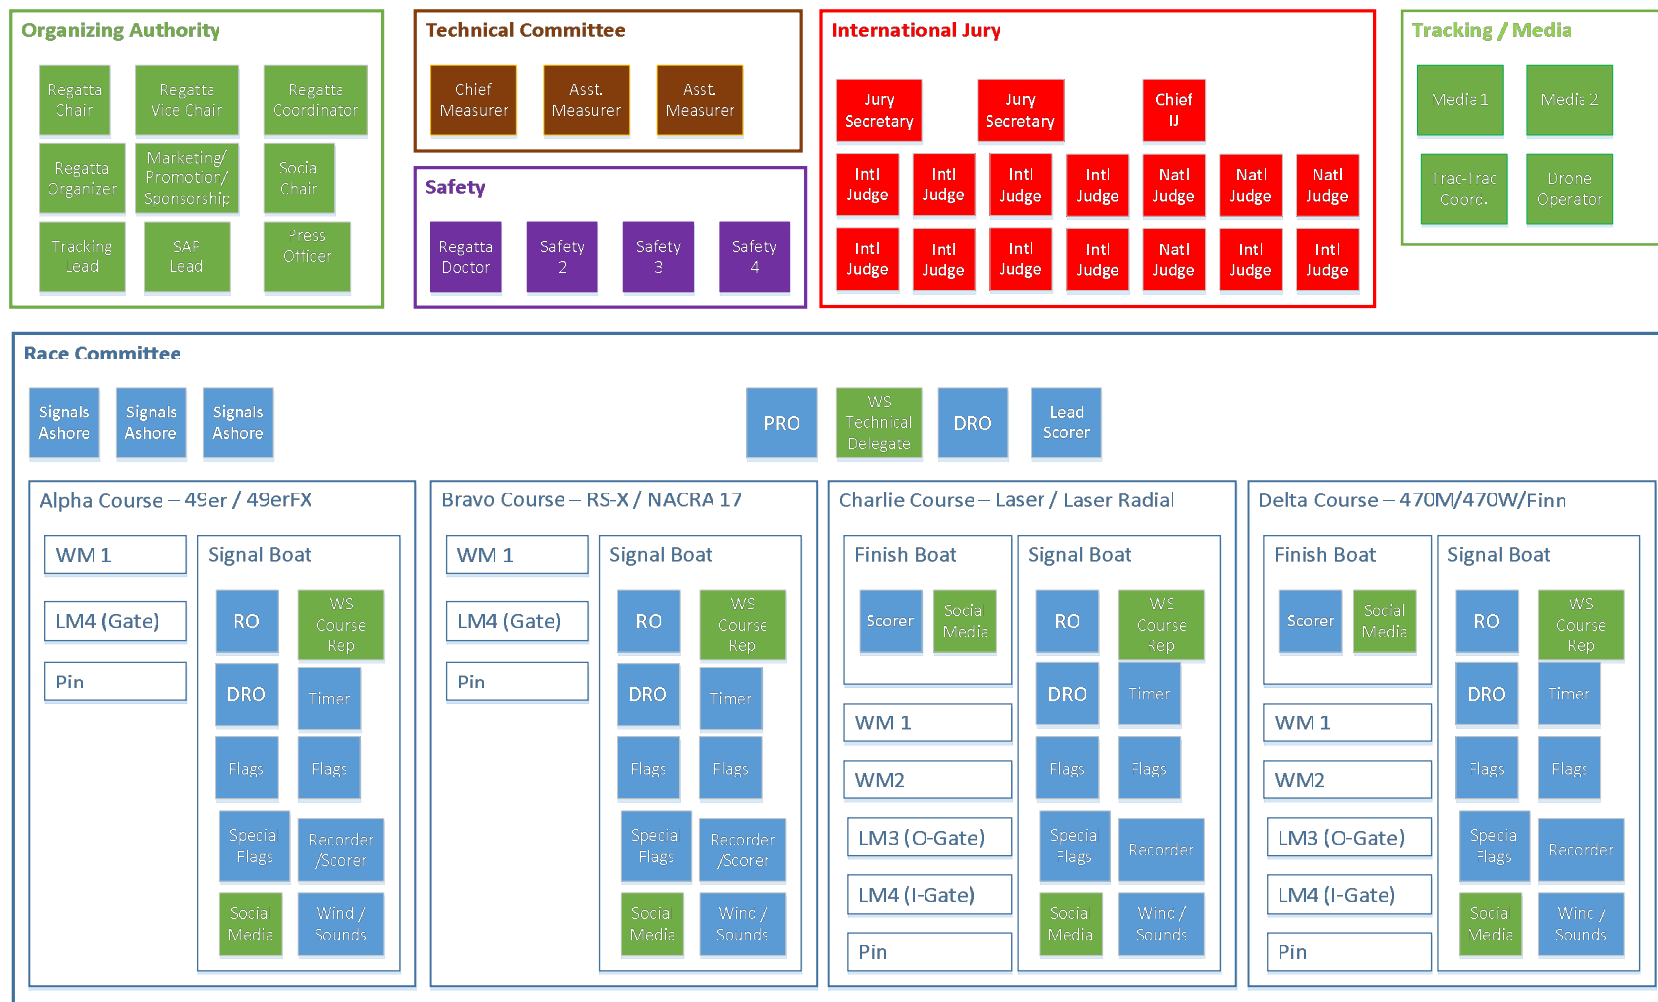 Organizing Authority
Regatta
Chair
Regatta
Vice Chair
Regatta
Coordinator
Regatta
Organizer
Marketing/
Promotior/
Sponsorship
Socia
Chair
Tracking
Lead
SAP
Lead
Press
Officer
Technical Committee
Chief
Measurer
Asst.
Measurer
Asst.
Measurer
Safety
Regatta
Doctor
Safety
2
Safety
3
Safety
4
International Jury
Jury
Secretary
Jury
Secretary
Chief
IJ
Intl
Judge
Intl
Judge
Intl
Judge
Intl
Judge
Natl
Judge
Natl
Judge
Natl
Judge
Intl
Judge
Intl
Judge
Intl
Judge
Intl
Judge
Natl
Judge
Intl
Judge
Intl
Judge
Tracking / Media
Media 1
Media 2
Trac-Trac
Coord.
Drone
Operator
Race Committee
Signals
Ashore
Signals
Ashore
Signals
Ashore
PRO
WS
Technical
Delegate
DRO
Lead
Scorer
Alpha Course – 49er / 49erFX
WM 1
LM4 (Gate)
Pin
Signal Boat
RO
WS
Course
Rep
DRO
Timer
Flags
Flags
Specia
Flags
Recorder
/Scorer
Socia
Media
Wind /
Sounds
Bravo Course – RS-X / NACRA 17
WM 1
LM4 (Gate)
Pin
Signal Boat
RO
WS
Course
Rep
DRO
Timer
Flags
Flags
Specia
Flags
Recorder
/Scorer
Socia
Media
Wind /
Sounds
Charlie Course – Laser / Laser Radial
Finish Boat
Scorer
Social
Media
WM 1
WM2
LM3 (O-Gate)
LM4 (I-Gate)
Pin
Signal Boat
RO
WS
Course
Rep
DRO
Timer
Flags
Flags
Specia
Flags
Recorder
Socia
Media
Wind /
Sounds
Delta Course – 470M/470W/Finn
Finish Boat
Scorer
Social
Media
WM 1
WM2
LM3 (O-Gate)
LM4 (I-Gate)
Pin
Signal Boat
RO
WS
Course
Rep
DRO
Timer
Flags
Flags
Specia
Flags
Recorder
Socia
Media
Wind /
Sounds